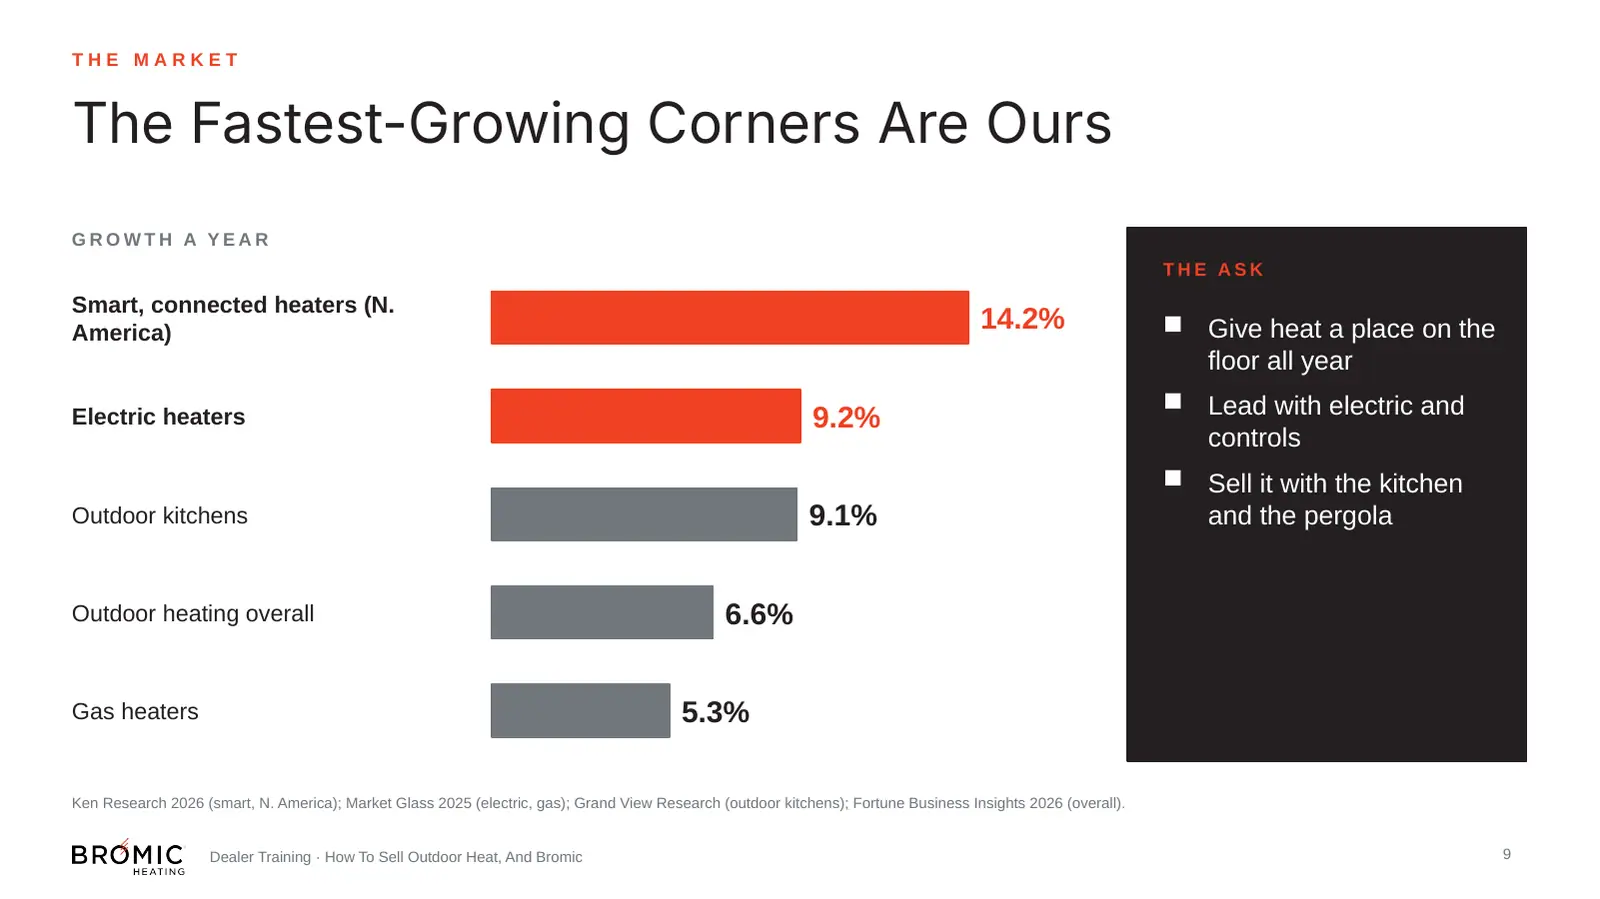 THE MARKET
The Fastest-Growing Corners Are Ours
GROWTH A YEAR
Smart, connected heaters (N.
America)
14.2%
Electric heaters
9.2%
Outdoor kitchens
9.1%
Outdoor heating overall
6.6%
Gas heaters
5.3%
THE ASK
Give heat a place on the
floor all year
Lead with electric and
controls
Sell it with the kitchen
and the pergola
Ken Research 2026 (smart, N. America); Market Glass 2025 (electric, gas); Grand View Research (outdoor kitchens); Fortune Business Insights 2026 (overall).
BROMIC
HEATING
Dealer Training · How To Sell Outdoor Heat, And Bromic
9